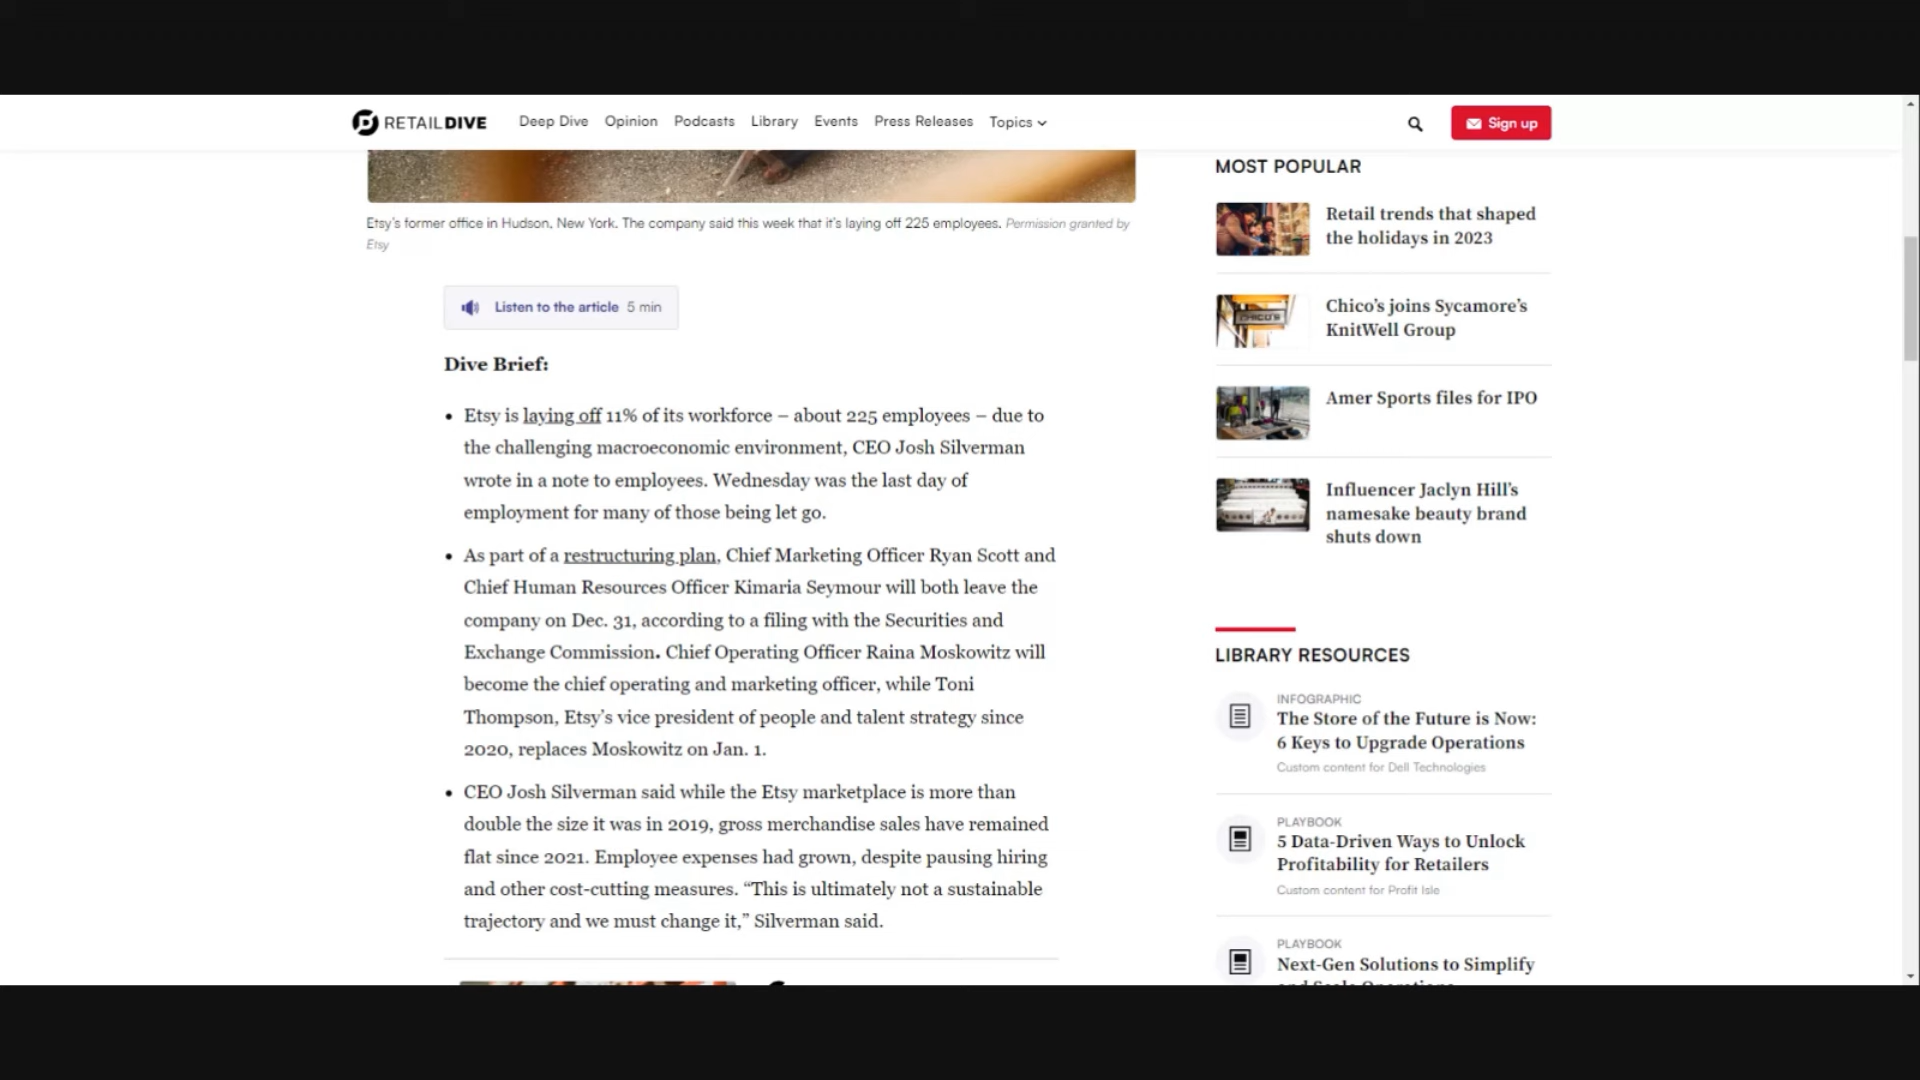 RETAILDIVE Deep Dive Opinion Podcasts Library Events Press Releases Topics Sign up
Etsy's former office in Hudson, New York. The company said this week that it's laying off 225 employees. Permission granted by
Etsy
Listen to the article 5 min
Dive Brief:
• Etsy is laying off 11% of its workforce – about 225 employees – due to
the challenging macroeconomic environment, CEO Josh Silverman
wrote in a note to employees. Wednesday was the last day of
employment for many of those being let go.
• As part of a restructuring plan, Chief Marketing Officer Ryan Scott and
Chief Human Resources Officer Kimaria Seymour will both leave the
company on Dec. 31, according to a filing with the Securities and
Exchange Commission. Chief Operating Officer Raina Moskowitz will
become the chief operating and marketing officer, while Toni
Thompson, Etsy's vice president of people and talent strategy since
2020, replaces Moskowitz on Jan. 1.
• CEO Josh Silverman said while the Etsy marketplace is more than
double the size it was in 2019, gross merchandise sales have remained
flat since 2021. Employee expenses had grown, despite pausing hiring
and other cost-cutting measures. “This is ultimately not a sustainable
trajectory and we must change it,” Silverman said.
MOST POPULAR
Retail trends that shaped
the holidays in 2023
CHICO'S
Chico's joins Sycamore's
KnitWell Group
Amer Sports files for IPO
Influencer Jaclyn Hill's
namesake beauty brand
shuts down
LIBRARY RESOURCES
INFOGRAPHIC
The Store of the Future is Now:
6 Keys to Upgrade Operations
Custom content for Dell Technologies
PLAYBOOK
5 Data-Driven Ways to Unlock
Profitability for Retailers
Custom content for Profit Isle
PLAYBOOK
Next-Gen Solutions to Simplify
and Scale Operations